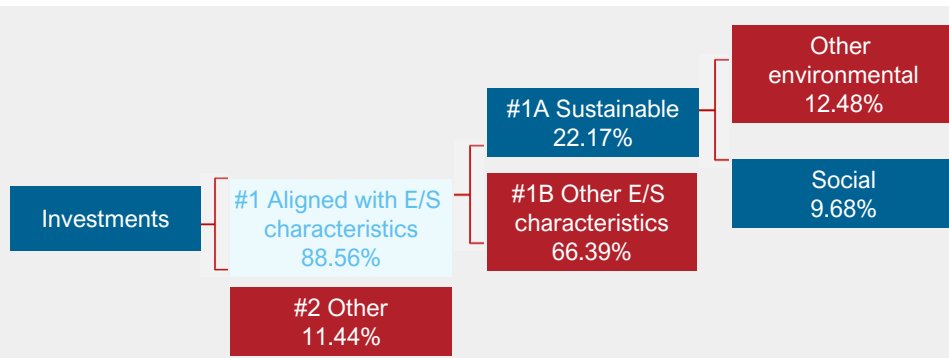 Investments
#1 Aligned with E/S
characteristics
88.56%
#2 Other
11.44%
#1A Sustainable
22.17%
#1B Other E/S
characteristics
66.39%
Other
environmental
12.48%
Social
9.68%